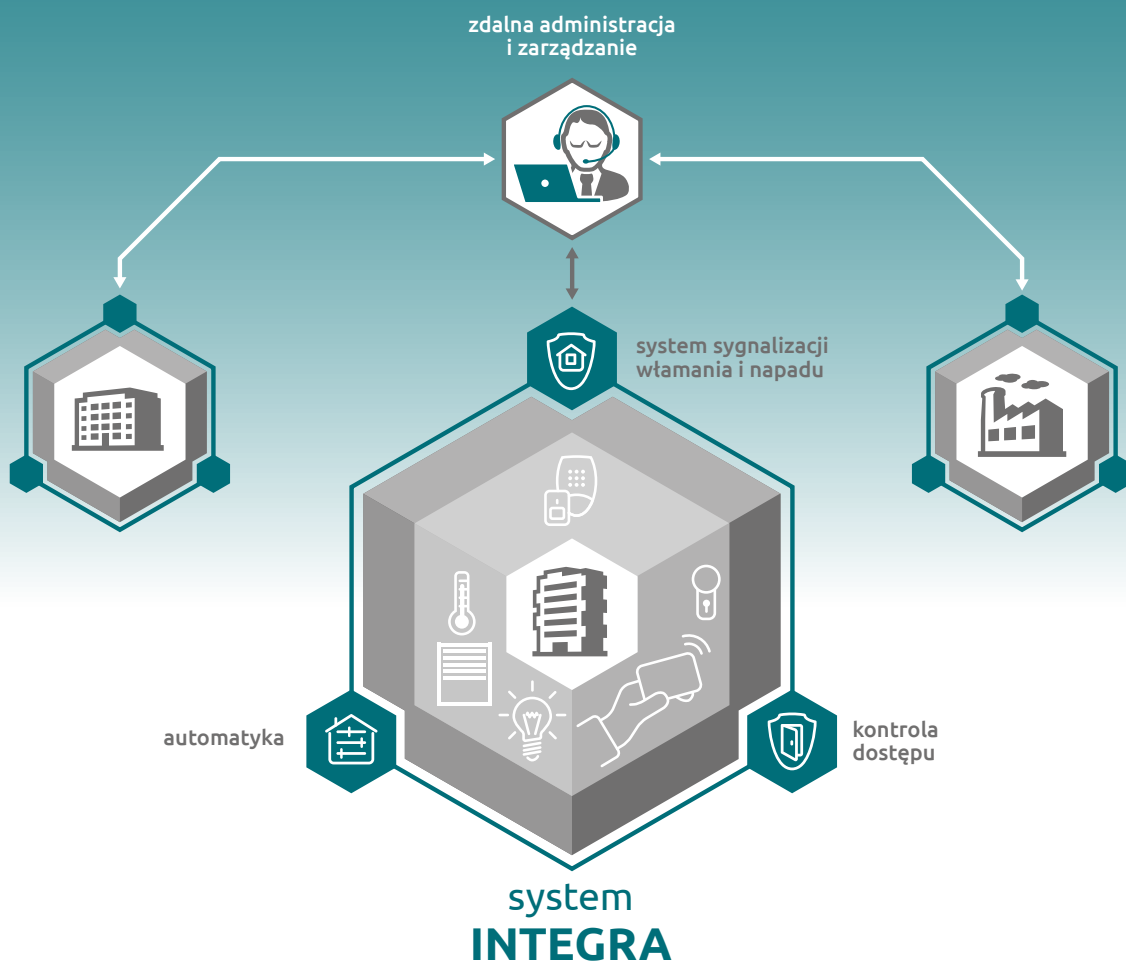 zdalna administracja
i zarządzanie
system sygnalizacji
włamania i napadu
automatyka
kontrola
dostępu
system
INTEGRA